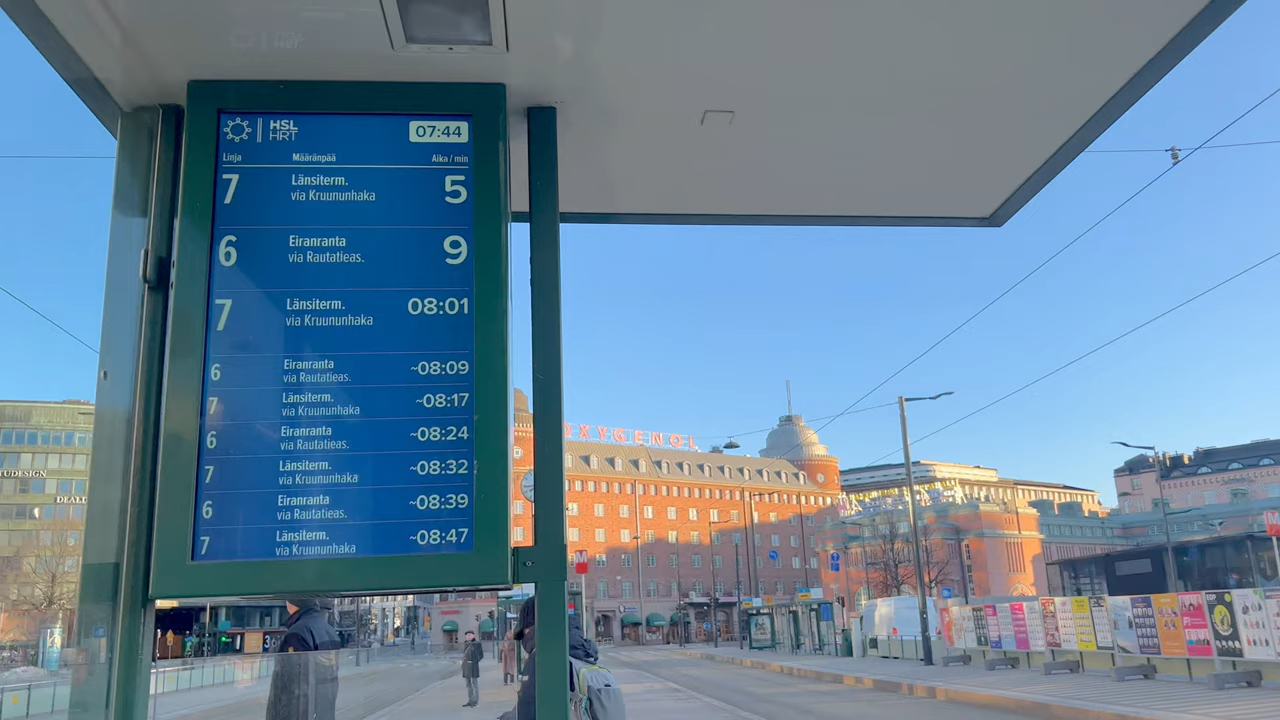 HSL
HRT
07:44
Linja Määränpää Aika / min
7 Länsiterm. 5
via Kruununhaka
6 Eiranranta 9
via Rautatieas.
7 Länsiterm. 08:01
via Kruununhaka
6 Eiranranta ~08:09
via Rautatieas.
7 Länsiterm. ~08:17
via Kruununhaka
6 Eiranranta ~08:24
via Rautatieas.
7 Länsiterm. ~08:32
via Kruununhaka
6 Eiranranta ~08:39
via Rautatieas.
7 Länsiterm. ~08:47
via Kruununhaka
OXYGENOL
TUDESIGN
DEALD
M